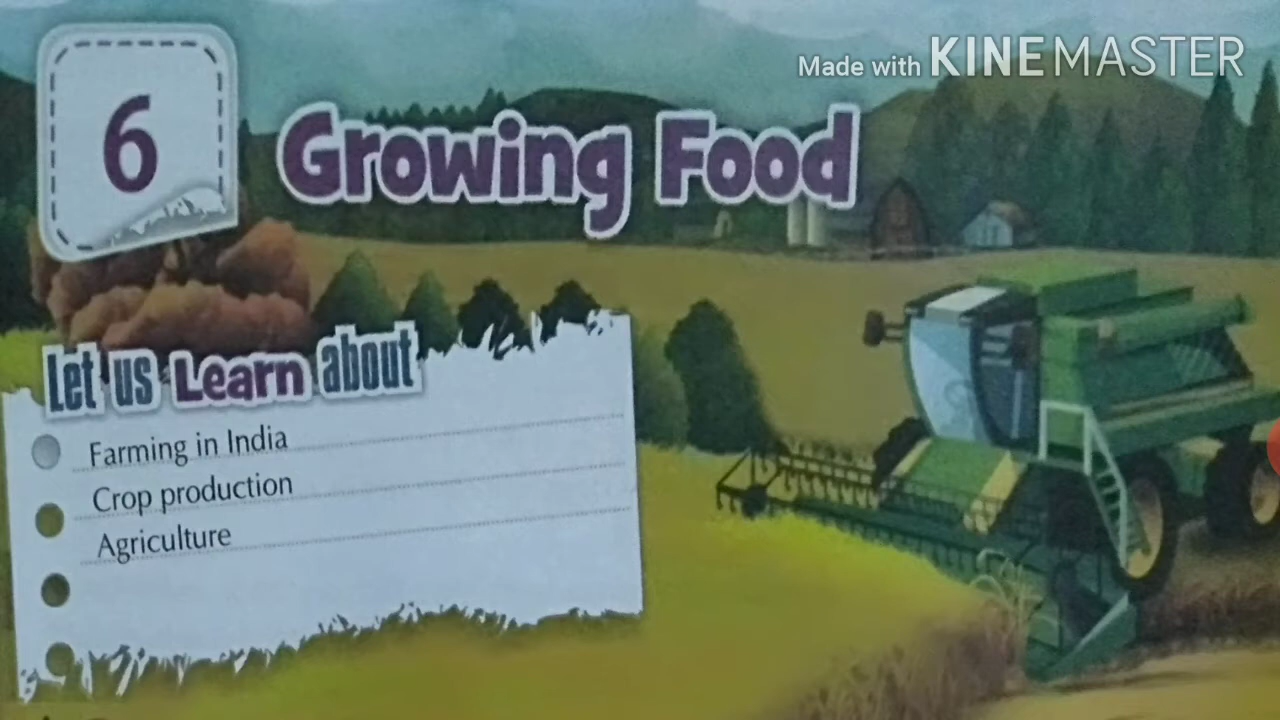 Made with KINEMASTER
6
Growing Food
Let us Learn about
Farming in India
Crop production
Agriculture